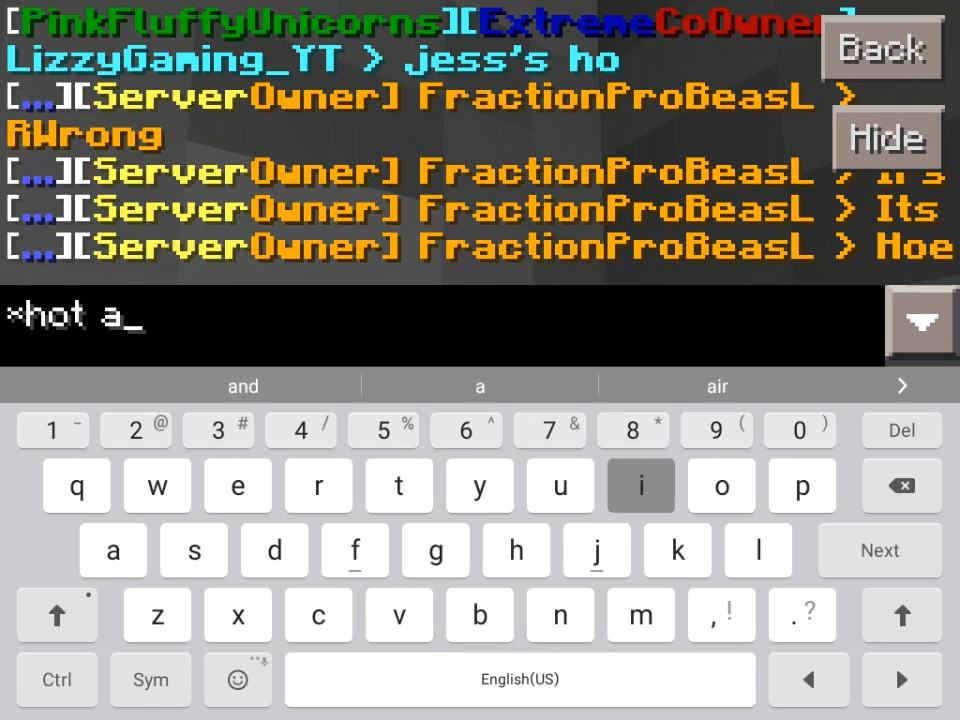 [PinkFluffyUnicorns][ExtremeCoOwner]
LizzyGaming_YT > jess's ho
Back
[...][ServerOwner] FractionProBeasL >
RWrong
Hide
[...][ServerOwner] FractionProBeasL >
[...][ServerOwner] FractionProBeasL > Its
[...][ServerOwner] FractionProBeasL > Hoe
*hot a_
and a air >
1 - 2 @ 3 # 4 / 5 % 6 ^ 7 & 8 * 9 ( 0 ) Del
q w e r t y u i o p
a s d f g h j k l Next
z x c v b n m , ! . ?
Ctrl Sym English(US)